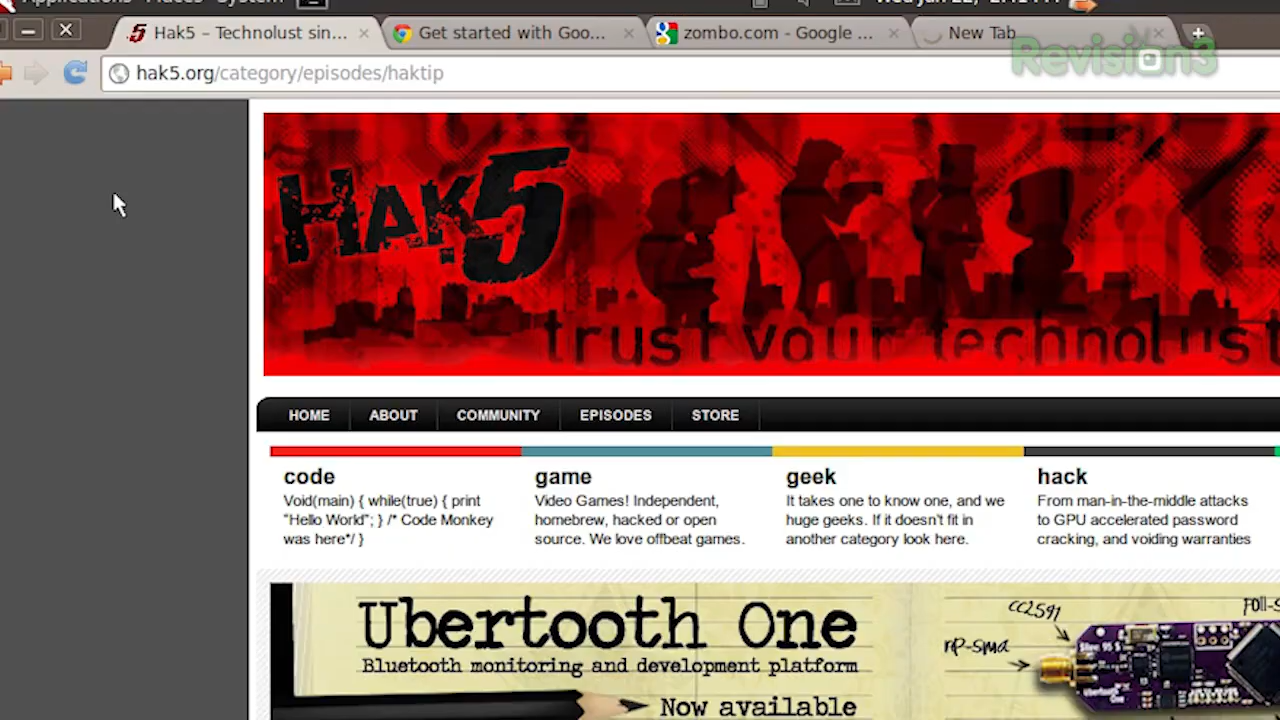 Applications Places System
Hak5 – Technolust sin...
Get started with Goo...
zombo.com - Google ...
New Tab
Revision3
hak5.org/category/episodes/haktip
HAK5
trust your technolust
HOME
ABOUT
COMMUNITY
EPISODES
STORE
code
Void(main) { while(true) { print
"Hello World"; } /* Code Monkey
was here*/ }
game
Video Games! Independent,
homebrew, hacked or open
source. We love offbeat games.
geek
It takes one to know one, and we
huge geeks. If it doesn't fit in
another category look here.
hack
From man-in-the-middle attacks
to GPU accelerated password
cracking, and voiding warranties
Ubertooth One
Bluetooth monitoring and development platform
Now available
CC2591
RP-SMA